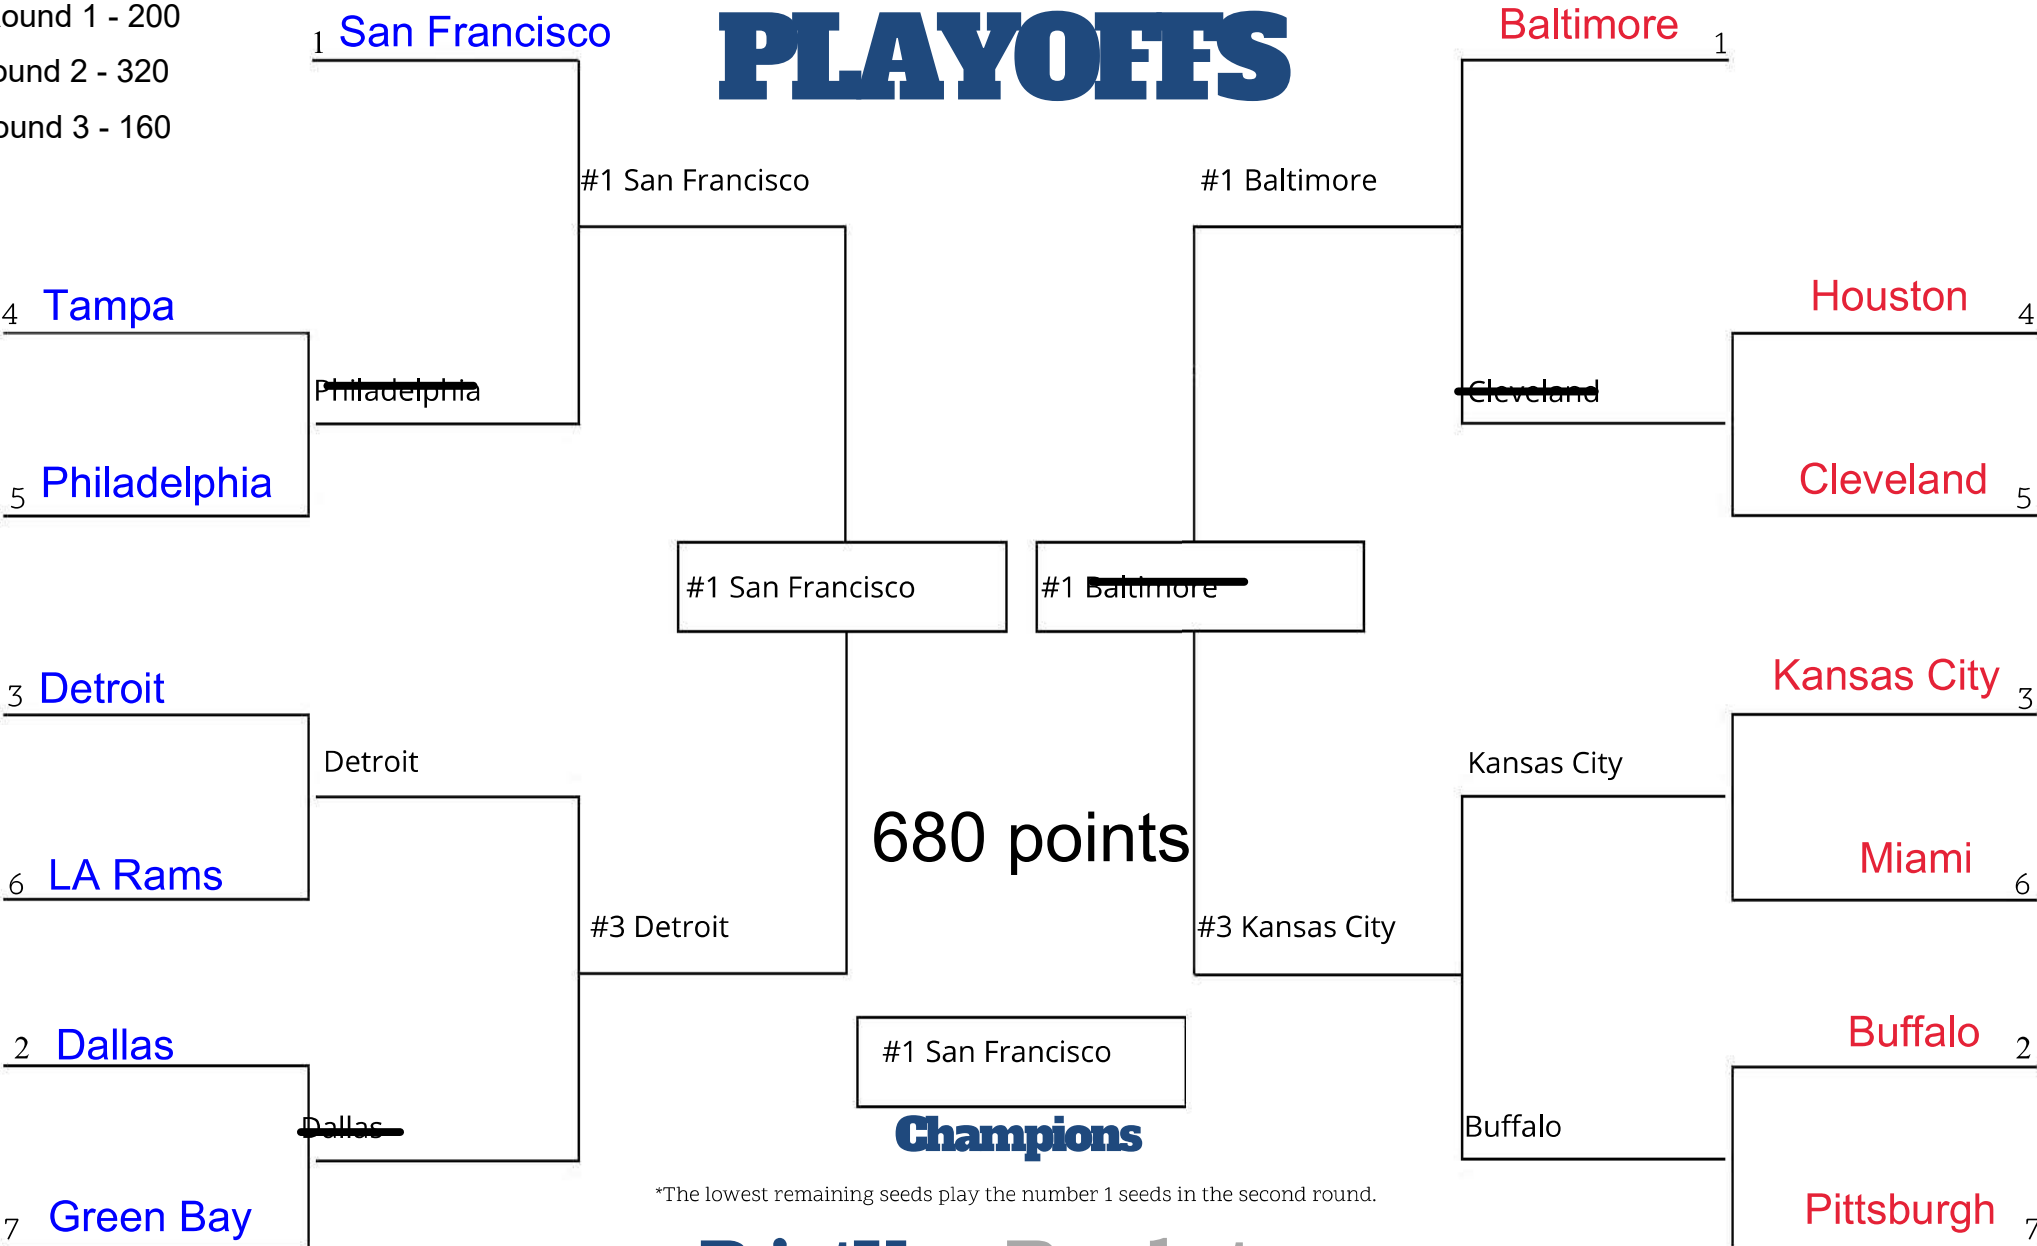 ound 1 - 200
ound 2 - 320
ound 3 - 160
PLAYOFFS
1 San Francisco
Baltimore 1
#1 San Francisco
#1 Baltimore
4 Tampa
Houston 4
Philadelphia
Cleveland
5 Philadelphia
Cleveland 5
#1 San Francisco
#1 Baltimore
3 Detroit
Kansas City 3
Detroit
Kansas City
680 points
6 LA Rams
Miami 6
#3 Detroit
#3 Kansas City
2 Dallas
Buffalo 2
#1 San Francisco
Dallas
Buffalo
Champions
*The lowest remaining seeds play the number 1 seeds in the second round.
7 Green Bay
Pittsburgh 7